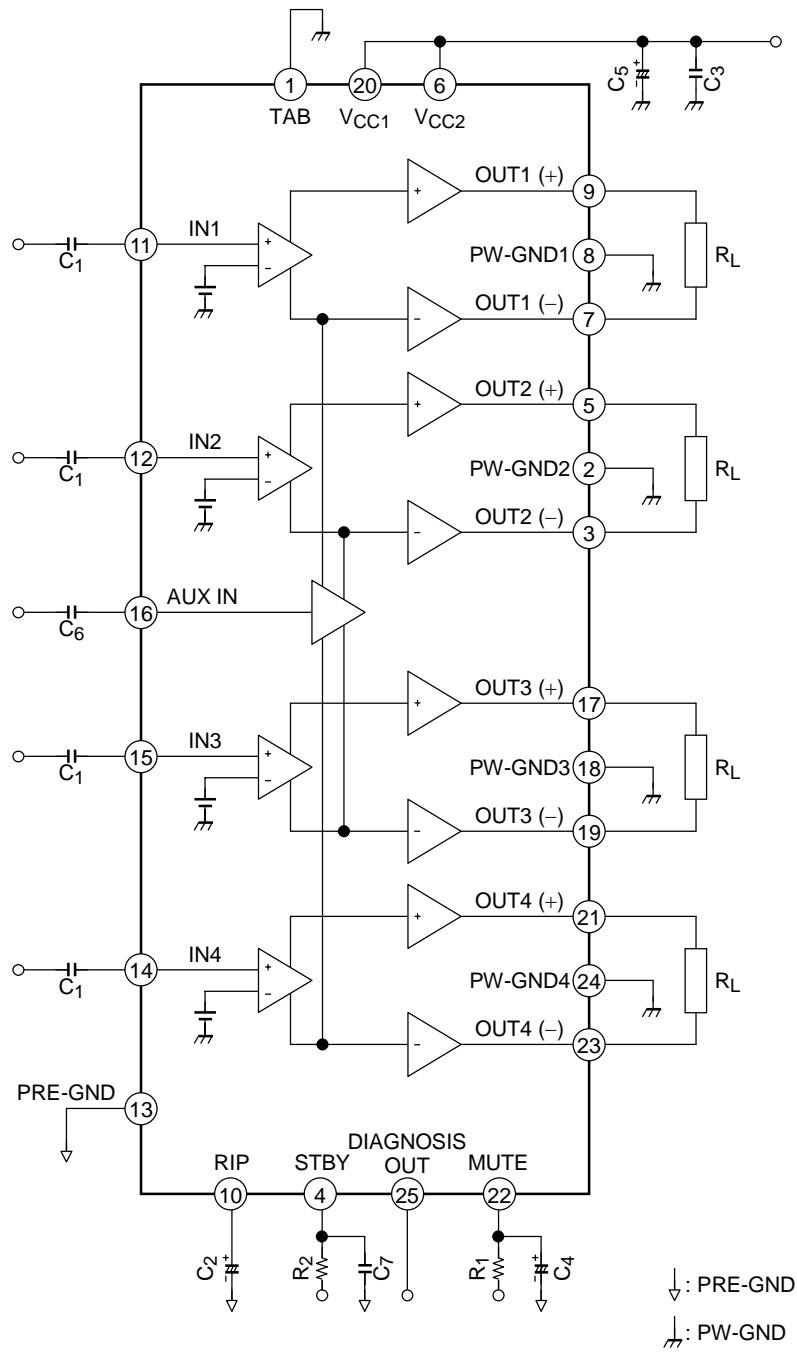 C5
+
-
C3
1
20
6
TAB
VCC1
VCC2
OUT1 (+)
9
+
IN1
11
C1
+
-
PW-GND1
8
RL
OUT1 (−)
7
-
OUT2 (+)
5
+
IN2
12
C1
+
-
PW-GND2
2
RL
OUT2 (−)
3
-
AUX IN
16
C6
OUT3 (+)
17
+
IN3
15
C1
+
-
PW-GND3
18
RL
OUT3 (−)
19
-
OUT4 (+)
21
+
IN4
14
C1
+
-
PW-GND4
24
RL
OUT4 (−)
23
-
PRE-GND
13
RIP
STBY
DIAGNOSIS
OUT
MUTE
10
4
25
22
C2
+
-
R2
C7
R1
+
-
C4
: PRE-GND
: PW-GND